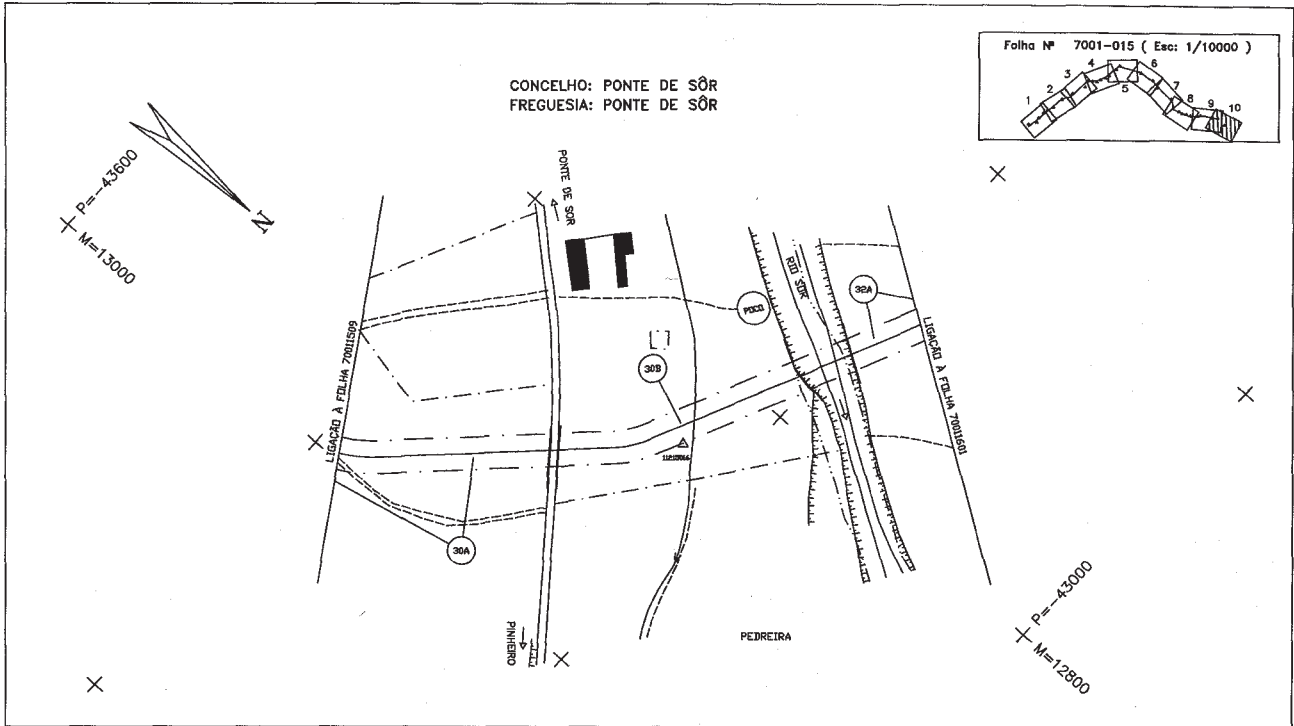 Folha Nº 7001-015 ( Esc: 1/10000 )
1 2 3 4 5 6 7 8 9 10
CONCELHO: PONTE DE SÔR
FREGUESIA: PONTE DE SÔR
P=-43600
M=13000
N
PONTE DE SOR
RIO SOR
POCO
32A
30B
30A
LIGAÇÃO À FOLHA 70011509
LIGAÇÃO À FOLHA 70011601
PINHEIRO
PEDREIRA
P=-43000
M=12800